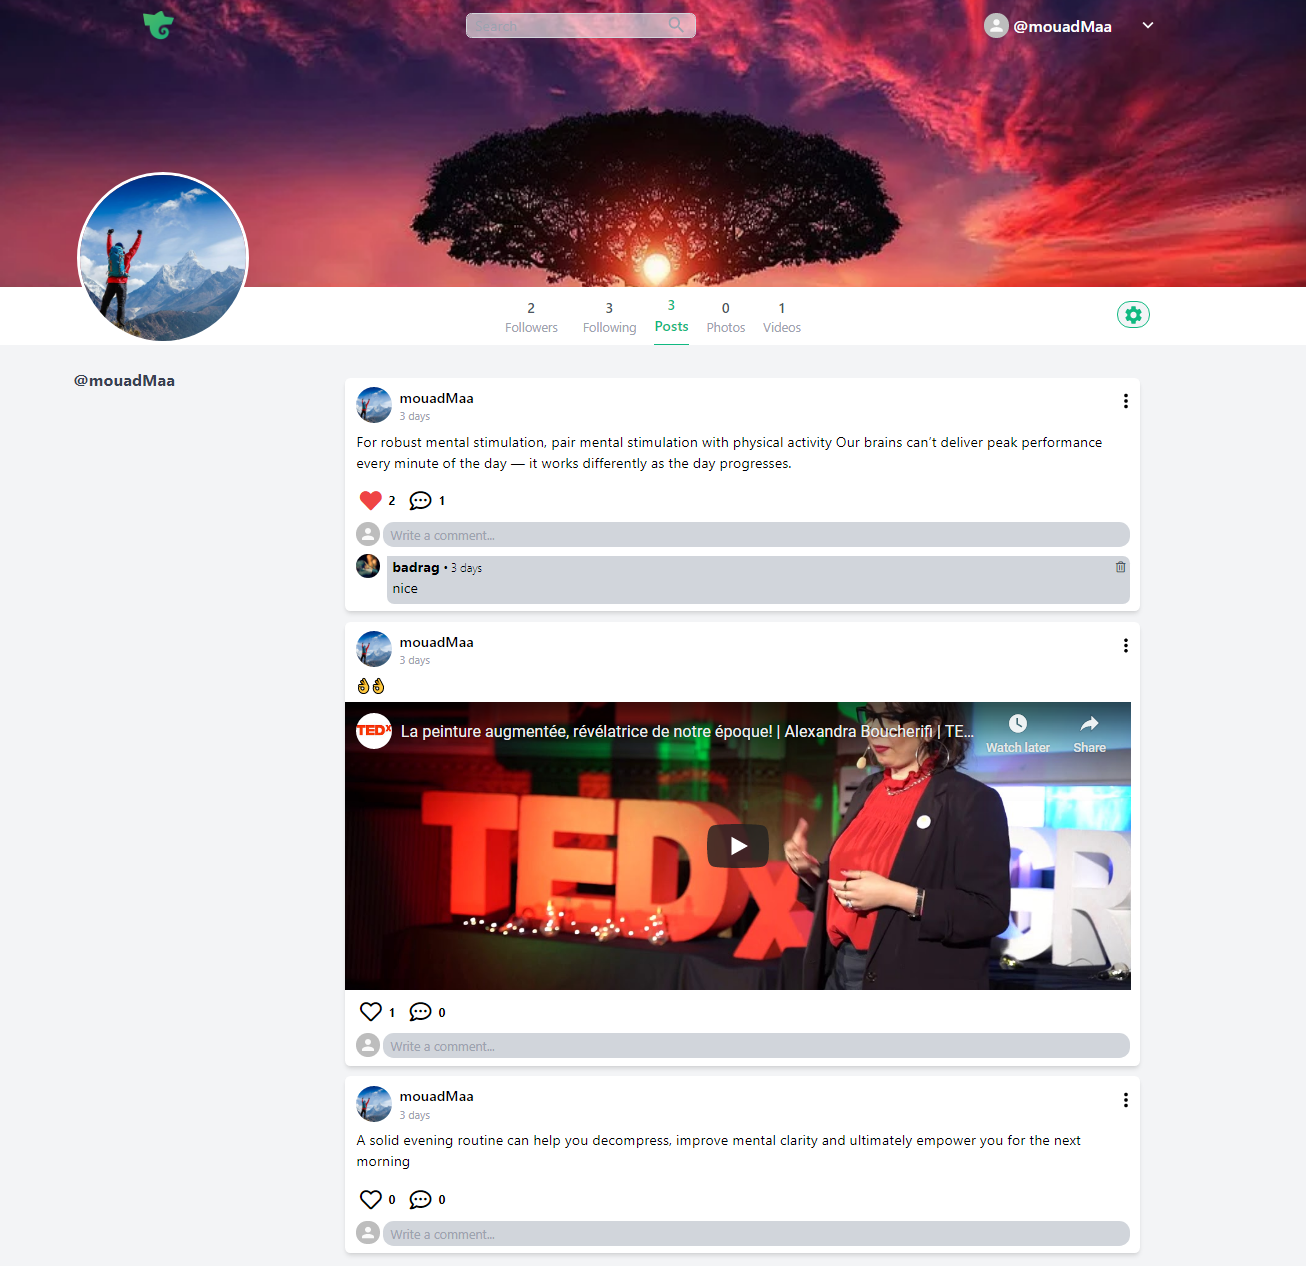 Search
@mouadMaa
2 3 3 0 1
Followers Following Posts Photos Videos
@mouadMaa
mouadMaa
3 days
For robust mental stimulation, pair mental stimulation with physical activity Our brains can't deliver peak performance
every minute of the day — it works differently as the day progresses.
2 1
Write a comment...
badrag • 3 days
nice
mouadMaa
3 days
👌👌
TEDx La peinture augmentée, révélatrice de notre époque! | Alexandra Boucherifi | TE...
Watch later Share
TEDx CR
1 0
Write a comment...
mouadMaa
3 days
A solid evening routine can help you decompress, improve mental clarity and ultimately empower you for the next
morning
0 0
Write a comment...